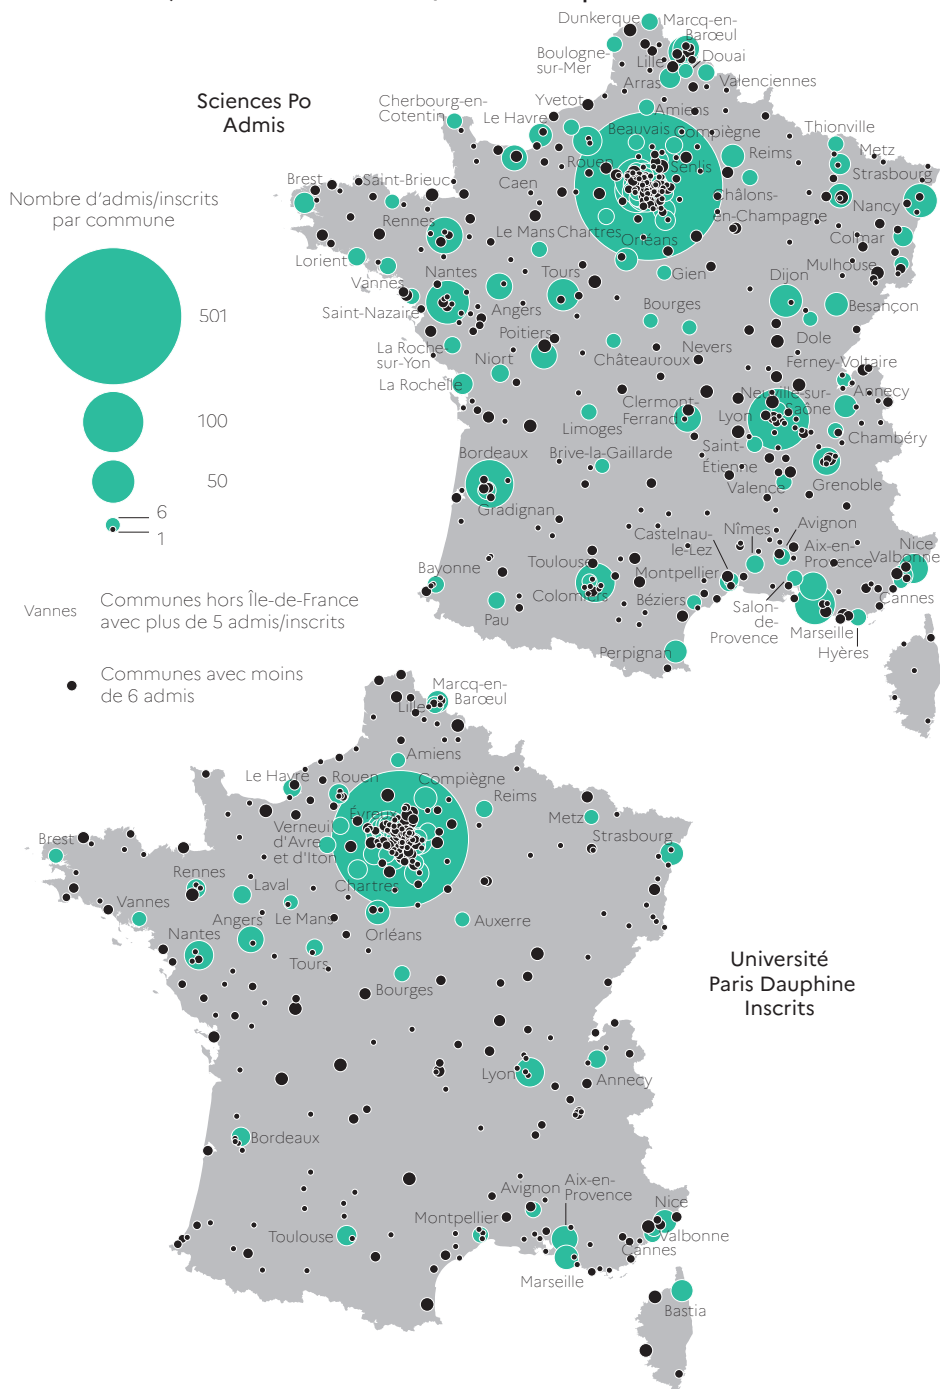 Dunkerque
Marcq-en-
Barœul
Boulogne-
sur-Mer
Lille
Douai
Arras
Valenciennes
Sciences Po
Admis
Cherbourg-en-
Cotentin
Le Havre
Yvetot
Amiens
Beauvais
Compiègne
Thionville
Rouen
Senlis
Reims
Metz
Caen
Strasbourg
Brest
Saint-Brieuc
Châlons-
en-Champagne
Nancy
Nombre d'admis/inscrits
par commune
Rennes
Le Mans
Chartres
Orléans
Colmar
Lorient
Vannes
Nantes
Tours
Gien
Dijon
Mulhouse
Saint-Nazaire
Angers
Bourges
Besançon
501
Poitiers
Dole
La Roche-
sur-Yon
Niort
Châteauroux
Nevers
Ferney-Voltaire
La Rochelle
Annecy
Clermont-
Ferrand
Lyon
Neuville-sur-
Saône
100
Limoges
Saint-
Étienne
Chambéry
Bordeaux
Brive-la-Gaillarde
Valence
Grenoble
50
Gradignan
6
1
Castelnau-
le-Lez
Nîmes
Avignon
Aix-en-
Provence
Nice
Valbonne
Toulouse
Montpellier
Bayonne
Colomiers
Béziers
Cannes
Vannes
Communes hors Île-de-France
avec plus de 5 admis/inscrits
Pau
Salon-
de-
Provence
Marseille
Hyères
Perpignan
Communes avec moins
de 6 admis
Marcq-en-
Barœul
Lille
Amiens
Le Havre
Rouen
Compiègne
Reims
Évreux
Metz
Verneuil
d'Avre
et d'Iton
Strasbourg
Brest
Rennes
Laval
Chartres
Vannes
Angers
Le Mans
Auxerre
Nantes
Orléans
Tours
Bourges
Université
Paris Dauphine
Inscrits
Lyon
Annecy
Bordeaux
Avignon
Aix-en-
Provence
Montpellier
Nice
Toulouse
Valbonne
Cannes
Marseille
Bastia